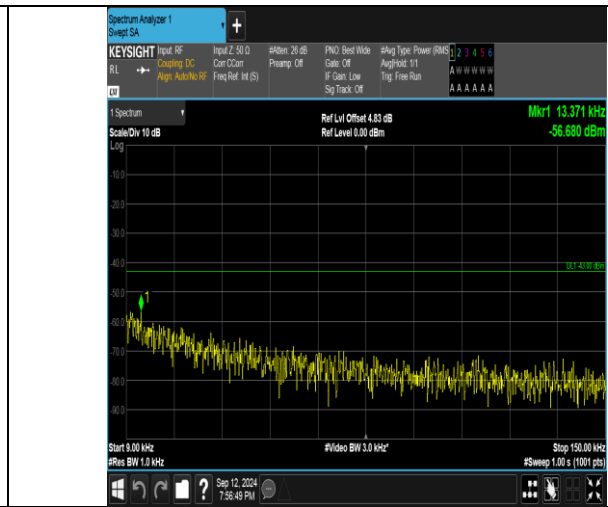 Spectrum Analyzer 1
Swept SA
+
KEYSIGHT Input: RF Input Z: 50 Ω #Atten: 26 dB PNO: Best Wide #Avg Type: Power (RMS 1 2 3 4 5 6
RL Coupling: DC Corr CCorr Preamp: Off Gate: Off Avg|Hold: 1/1 A W W W W W
Align: Auto/No RF Freq Ref: Int (S) IF Gain: Low Trig: Free Run
Sig Track: Off A A A A A A
1 Spectrum Ref Lvl Offset 4.83 dB Mkr1 13.371 kHz
Scale/Div 10 dB Ref Level 0.00 dBm -56.680 dBm
Log
-10.0
-20.0
-30.0
-40.0
DL1 -43.00 dBm
-50.0
1
-60.0
-70.0
-80.0
-90.0
Start 9.00 kHz #Video BW 3.0 kHz* Stop 150.00 kHz
#Res BW 1.0 kHz #Sweep 1.00 s (1001 pts)
? Sep 12, 2024
7:56:49 PM